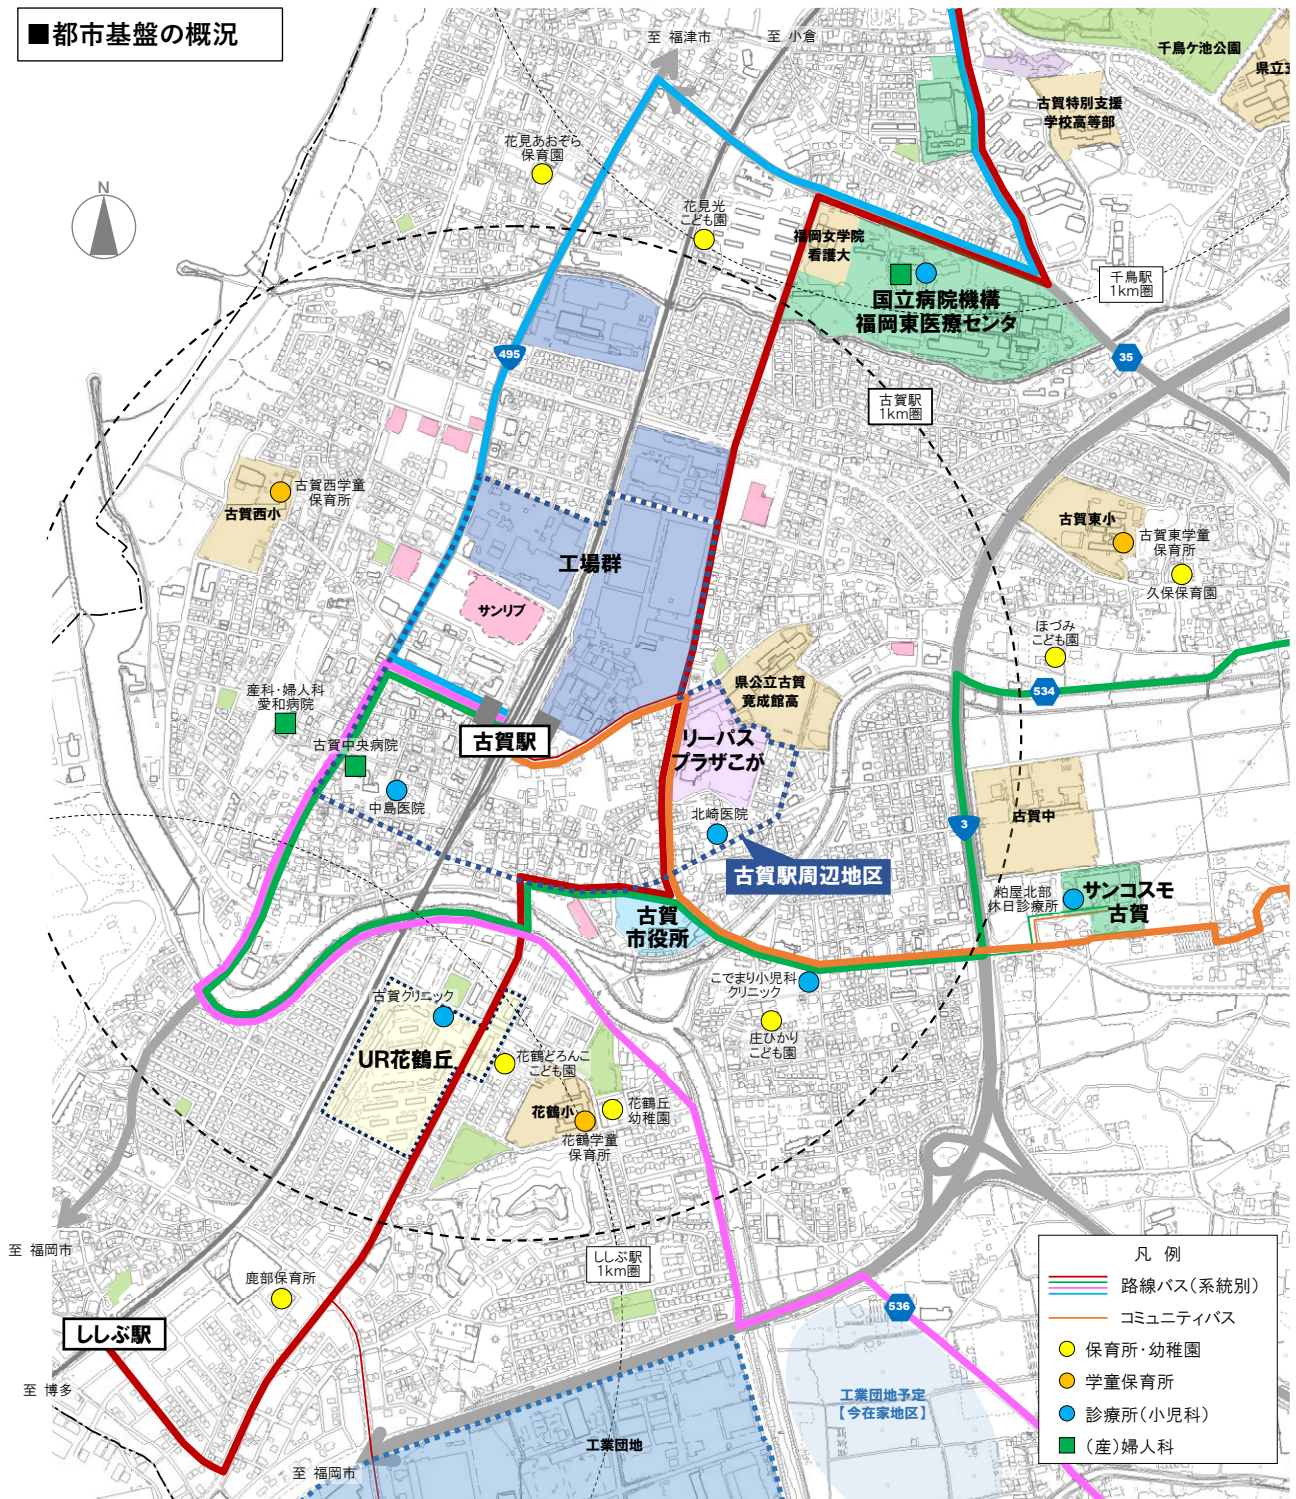 ■都市基盤の概況
至 福津市
至 小倉
千鳥ケ池公園
県立
古賀特別支援
学校高等部
花見あおぞら
保育園
N
花見光
こども園
福岡女学院
看護大
国立病院機構
福岡東医療センタ
千鳥駅
1km圏
495
35
古賀駅
1km圏
古賀西学童
保育所
古賀西小
古賀東小
古賀東学童
保育所
久保保育園
工場群
サンリブ
ほづみ
こども園
534
県公立古賀
竟成館高
産科・婦人科
愛和病院
古賀駅
リーパス
プラザこが
古賀中央病院
中島医院
北崎医院
古賀中
3
古賀駅周辺地区
粕屋北部
休日診療所
サンコスモ
古賀
古賀
市役所
こでまり小児科
クリニック
古賀クリニック
庄ひかり
こども園
UR花鶴丘
花鶴どろんこ
こども園
花鶴小
花鶴丘
幼稚園
花鶴学童
保育所
至 福岡市
ししぶ駅
1km圏
鹿部保育所
536
ししぶ駅
至 博多
工業団地予定
【今在家地区】
工業団地
至 福岡市
凡 例
路線バス(系統別)
コミュニティバス
保育所・幼稚園
学童保育所
診療所(小児科)
(産)婦人科